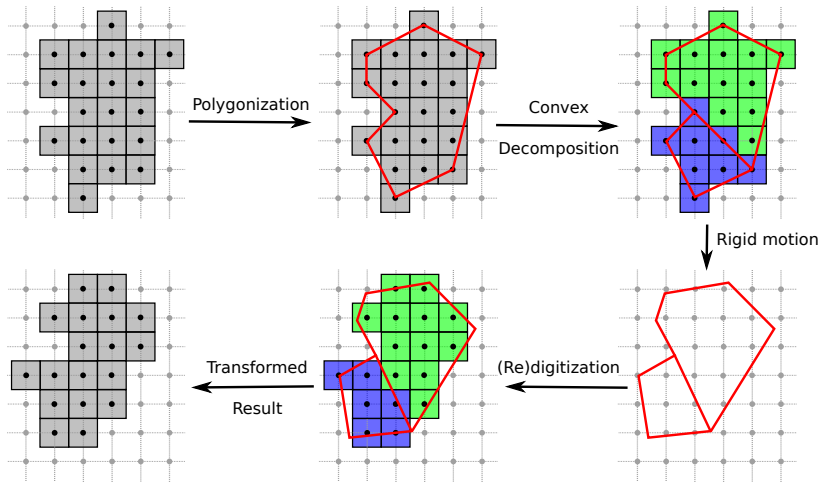 Polygonization
Convex
Decomposition
Rigid motion
(Re)digitization
Transformed
Result